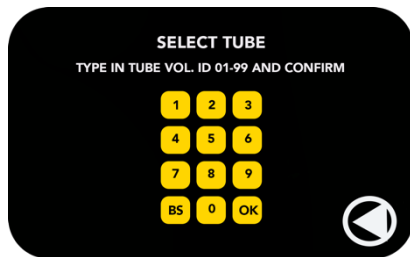 SELECT TUBE
TYPE IN TUBE VOL. ID 01-99 AND CONFIRM
1 2 3
4 5 6
7 8 9
BS 0 OK